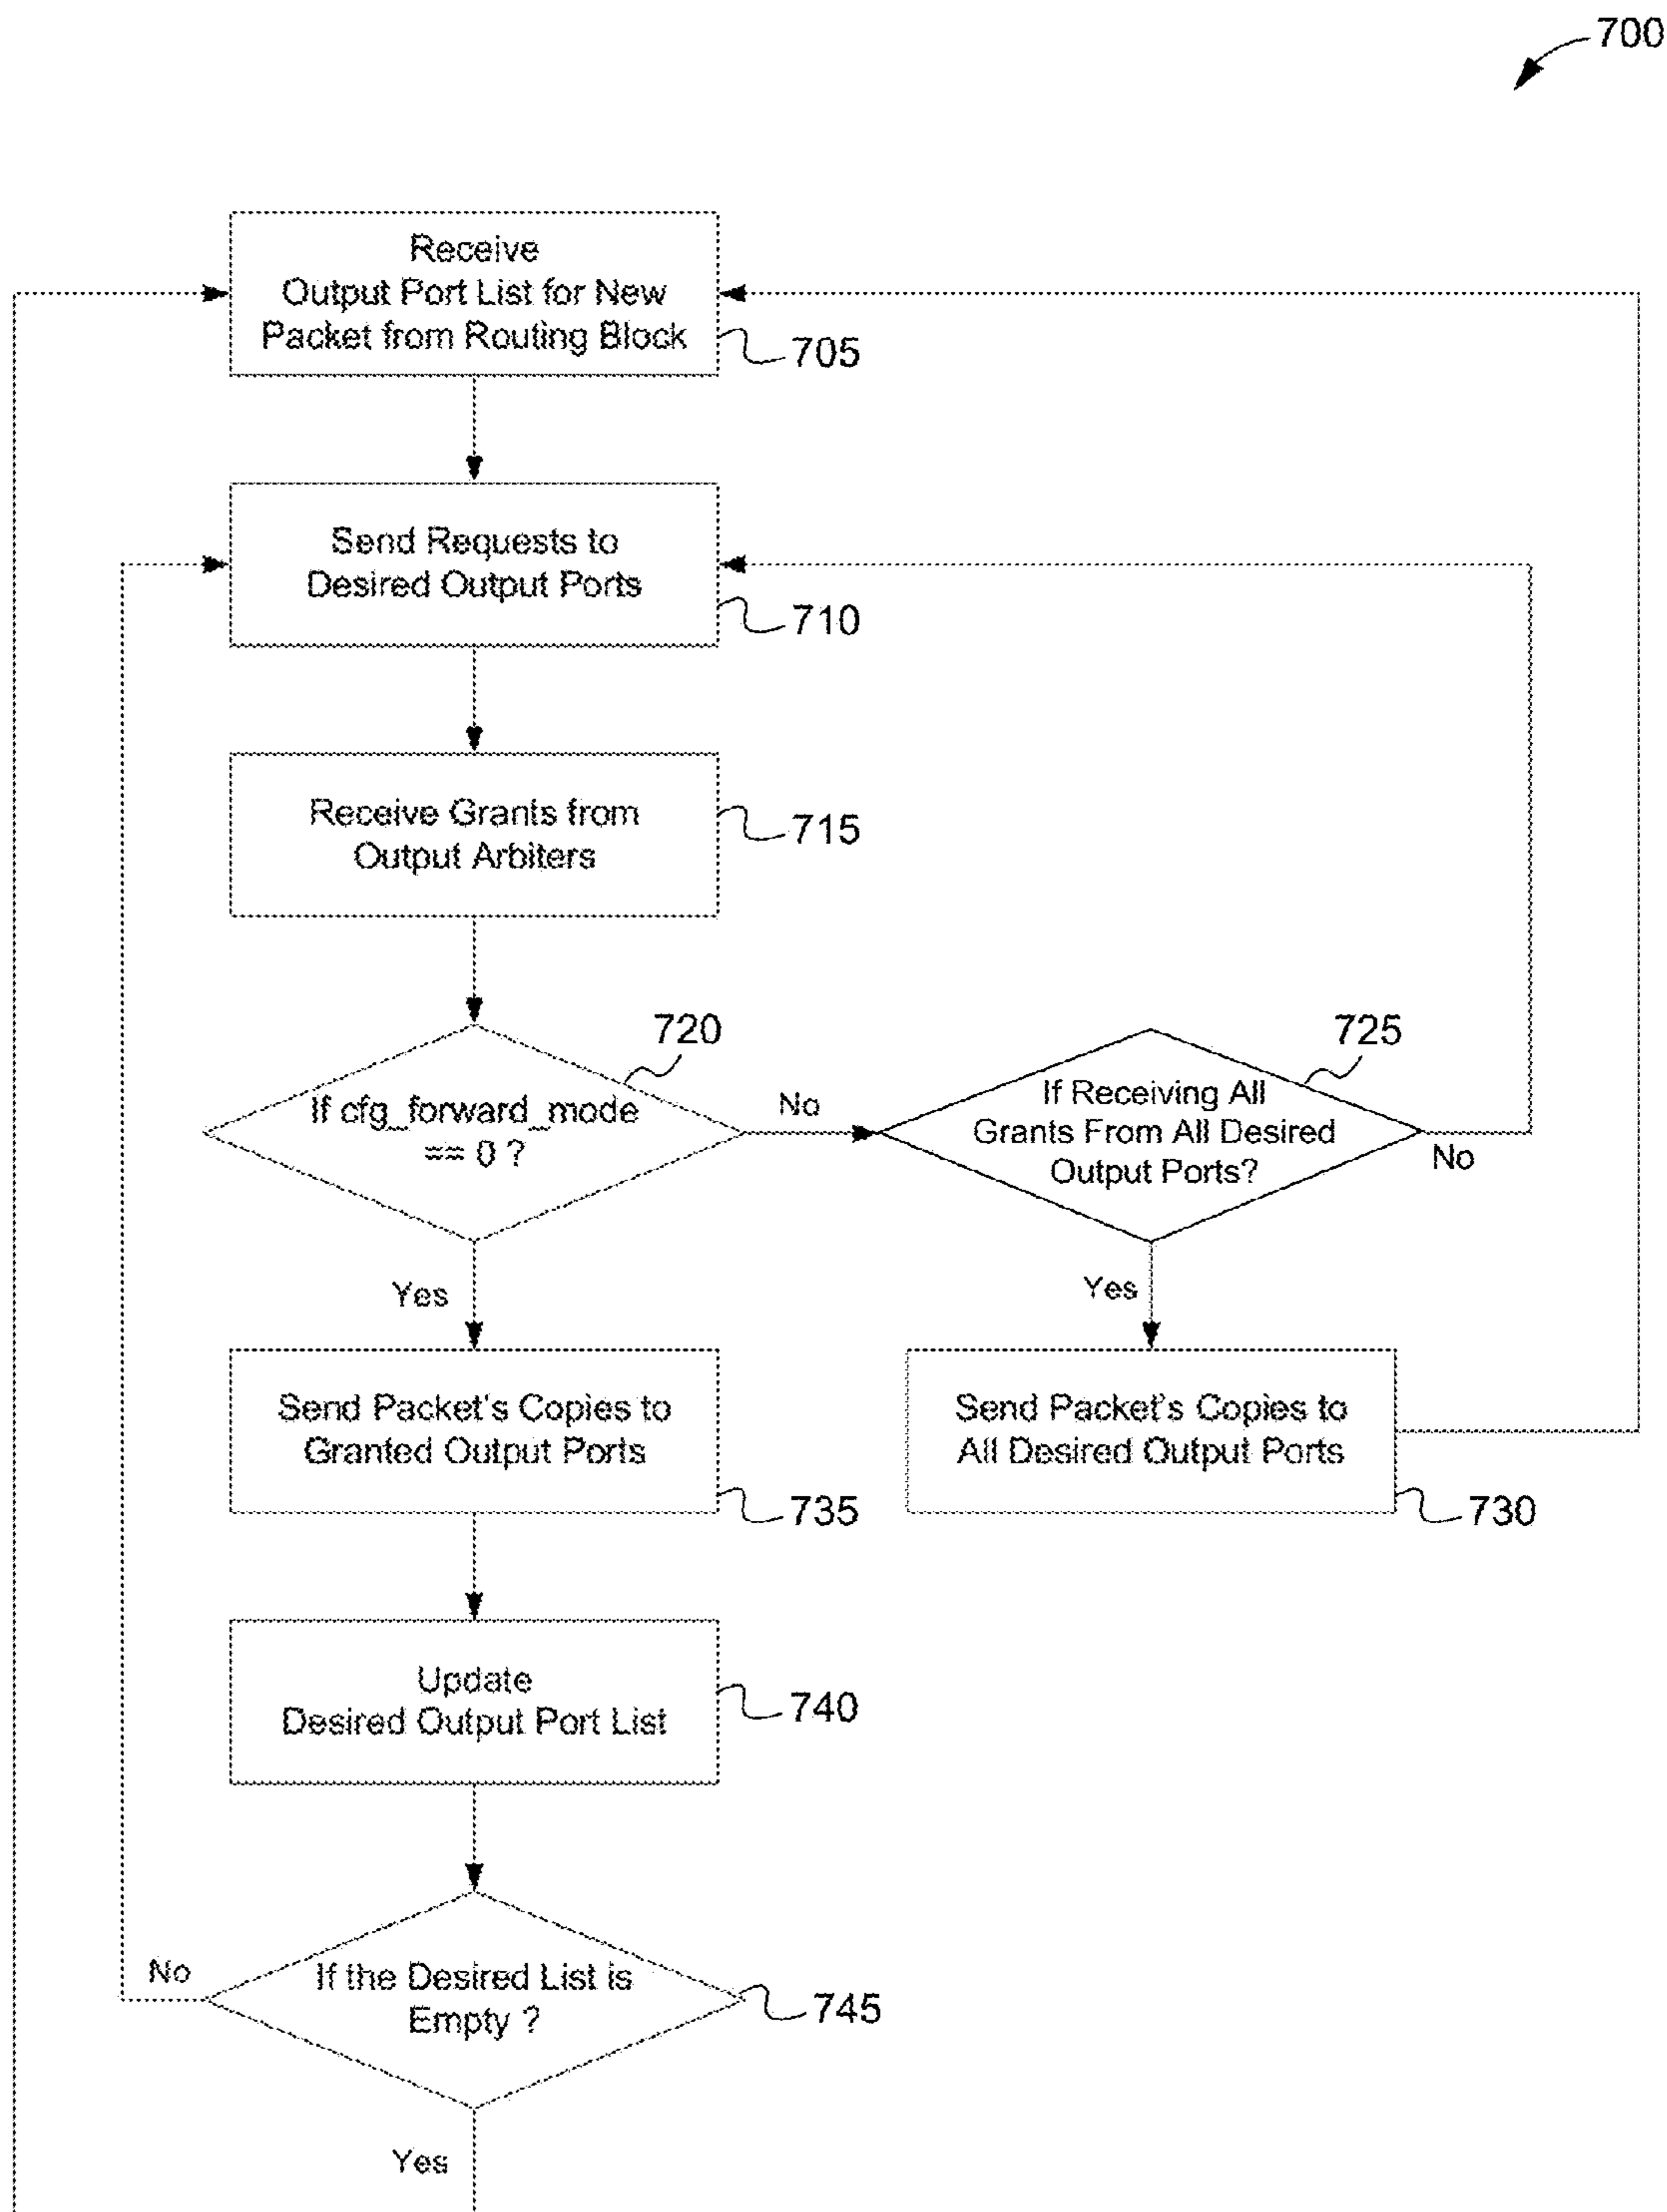 700
Receive
Output Port List for New
Packet from Routing Block
705
Send Requests to
Desired Output Ports
710
Receive Grants from
Output Arbiters
715
720
If cfg_forward_mode
== 0 ?
No
725
If Receiving All
Grants From All Desired
Output Ports?
No
Yes
Yes
Send Packet's Copies to
Granted Output Ports
735
Send Packet's Copies to
All Desired Output Ports
730
Update
Desired Output Port List
740
No
If the Desired List is
Empty ?
745
Yes